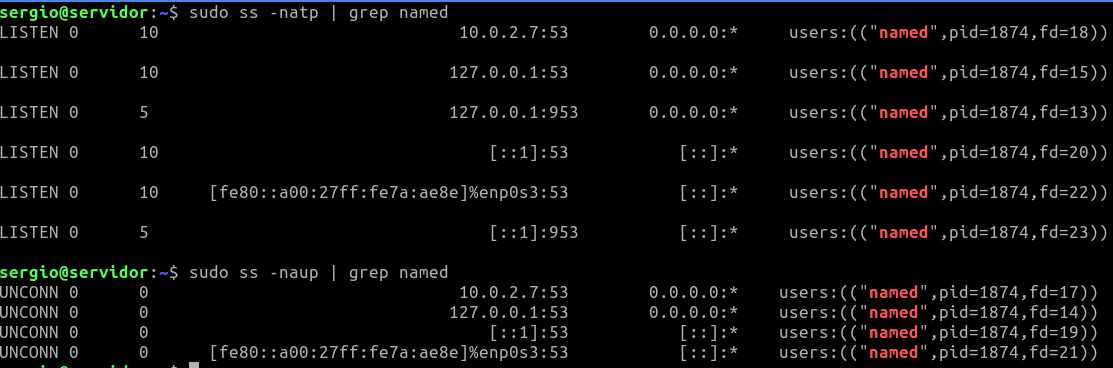 sergio@servidor:~$ sudo ss -natp | grep named
LISTEN 0 10 10.0.2.7:53 0.0.0.0:* users:(("named",pid=1874,fd=18))
LISTEN 0 10 127.0.0.1:53 0.0.0.0:* users:(("named",pid=1874,fd=15))
LISTEN 0 5 127.0.0.1:953 0.0.0.0:* users:(("named",pid=1874,fd=13))
LISTEN 0 10 [::1]:53 [::]:* users:(("named",pid=1874,fd=20))
LISTEN 0 10 [fe80::a00:27ff:fe7a:ae8e]%enp0s3:53 [::]:* users:(("named",pid=1874,fd=22))
LISTEN 0 5 [::1]:953 [::]:* users:(("named",pid=1874,fd=23))
sergio@servidor:~$ sudo ss -naup | grep named
UNCONN 0 0 10.0.2.7:53 0.0.0.0:* users:(("named",pid=1874,fd=17))
UNCONN 0 0 127.0.0.1:53 0.0.0.0:* users:(("named",pid=1874,fd=14))
UNCONN 0 0 [::1]:53 [::]:* users:(("named",pid=1874,fd=19))
UNCONN 0 0 [fe80::a00:27ff:fe7a:ae8e]%enp0s3:53 [::]:* users:(("named",pid=1874,fd=21))
sergio@servidor:~$